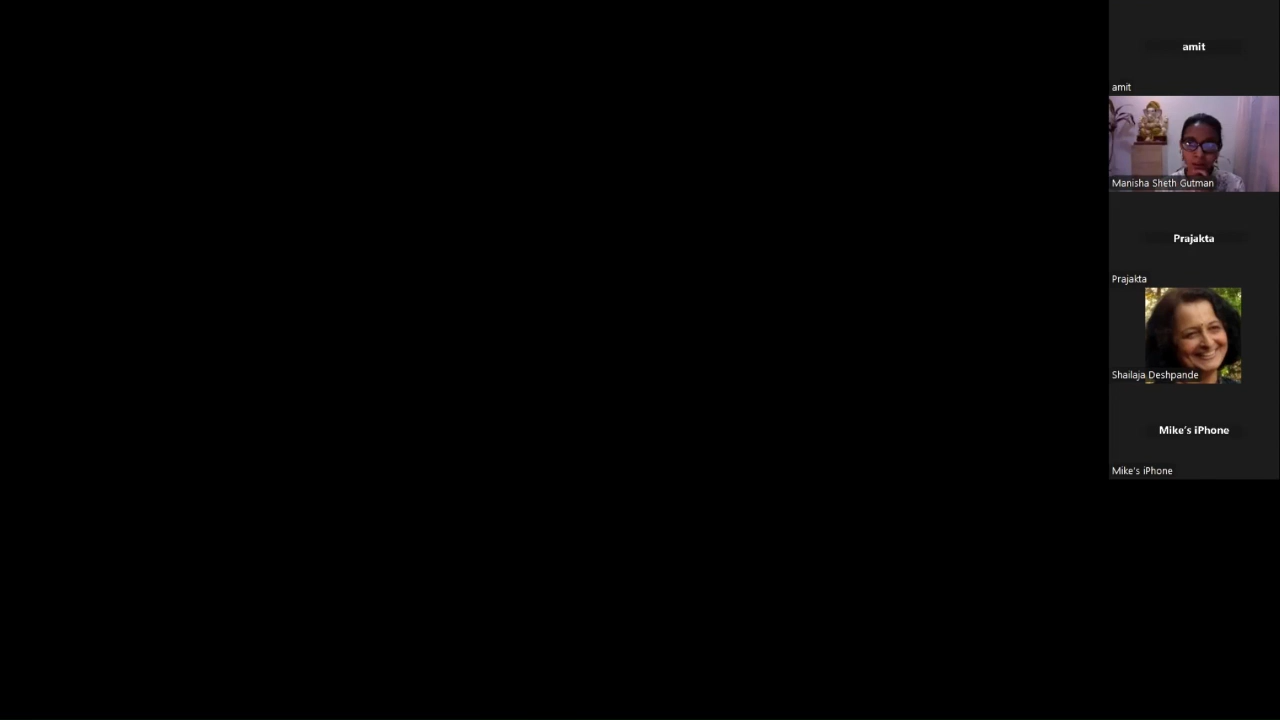 amit
amit
Manisha Sheth Gutman
Prajakta
Prajakta
Shailaja Deshpande
Mike's iPhone
Mike's iPhone